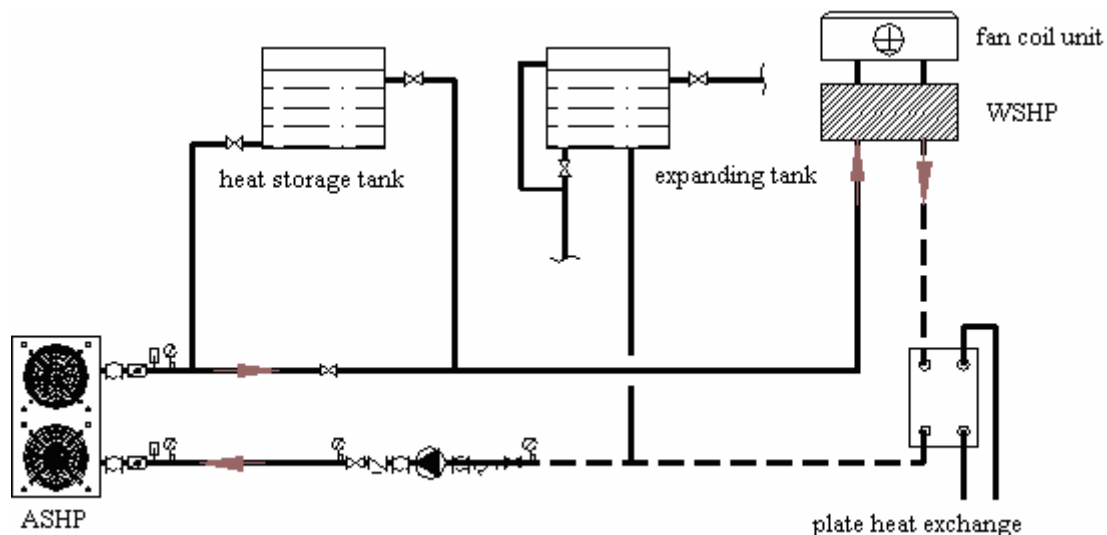 fan coil unit
WSHP
heat storage tank
expanding tank
ASHP
plate heat exchange